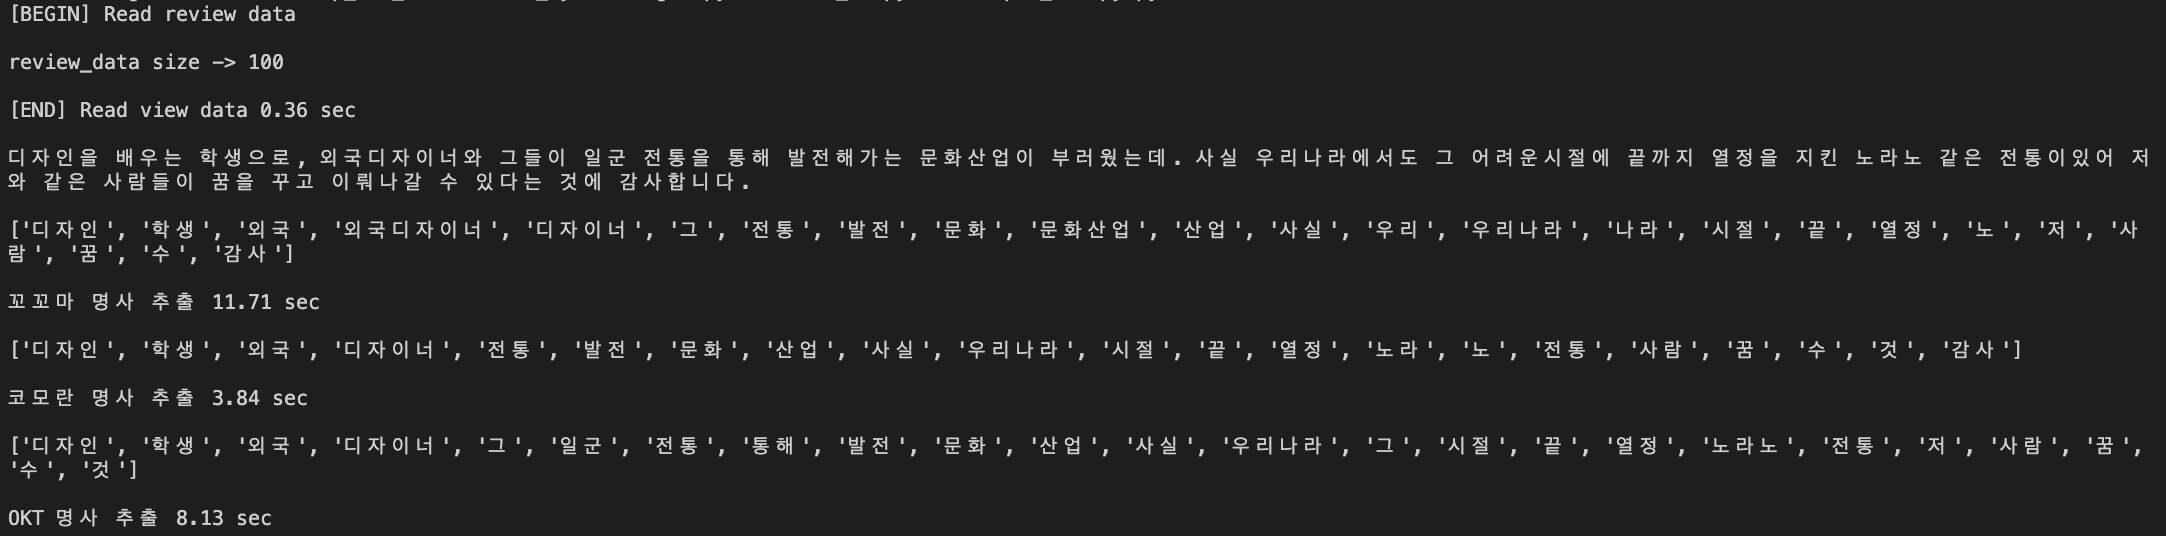 [BEGIN] Read review data
review_data size -> 100
[END] Read view data 0.36 sec
디자인을 배우는 학생으로, 외국디자이너와 그들이 일군 전통을 통해 발전해가는 문화산업이 부러웠는데. 사실 우리나라에서도 그 어려운시절에 끝까지 열정을 지킨 노라노 같은 전통이있어 저
와 같은 사람들이 꿈을 꾸고 이뤄나갈 수 있다는 것에 감사합니다.
['디자인', '학생', '외국', '외국디자이너', '디자이너', '그', '전통', '발전', '문화', '문화산업', '산업', '사실', '우리', '우리나라', '나라', '시절', '끝', '열정', '노', '저', '사
람', '꿈', '수', '감사']
꼬꼬마 명사 추출 11.71 sec
['디자인', '학생', '외국', '디자이너', '전통', '발전', '문화', '산업', '사실', '우리나라', '시절', '끝', '열정', '노라', '노', '전통', '사람', '꿈', '수', '것', '감사']
코모란 명사 추출 3.84 sec
['디자인', '학생', '외국', '디자이너', '그', '일군', '전통', '통해', '발전', '문화', '산업', '사실', '우리나라', '그', '시절', '끝', '열정', '노라노', '전통', '저', '사람', '꿈',
'수', '것']
OKT 명사 추출 8.13 sec